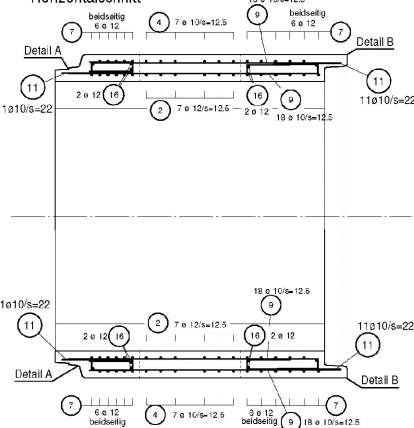 Horizontalschnitt
18 ø 10/s=12.5
7 beidseitig 6 ø 12
4 7 ø 10/s=12.5
9 beidseitig 6 ø 12 7
Detail A
Detail B
11
1ø10/s=22
2 ø 12 16
2 7 ø 12/s=12.5
16 2 ø 12
9 18 ø 10/s=12.5
11
11ø10/s=22
18 ø 10/s=12.5
9
1ø10/s=22
11
2 ø 12 16
2 7 ø 12/s=12.5
16 2 ø 12
11ø10/s=22
11
Detail A
Detail B
7 6 ø 12 beidseitig
4 7 ø 10/s=12.5
6 ø 12 beidseitig 7
9 18 ø 10/s=12.5